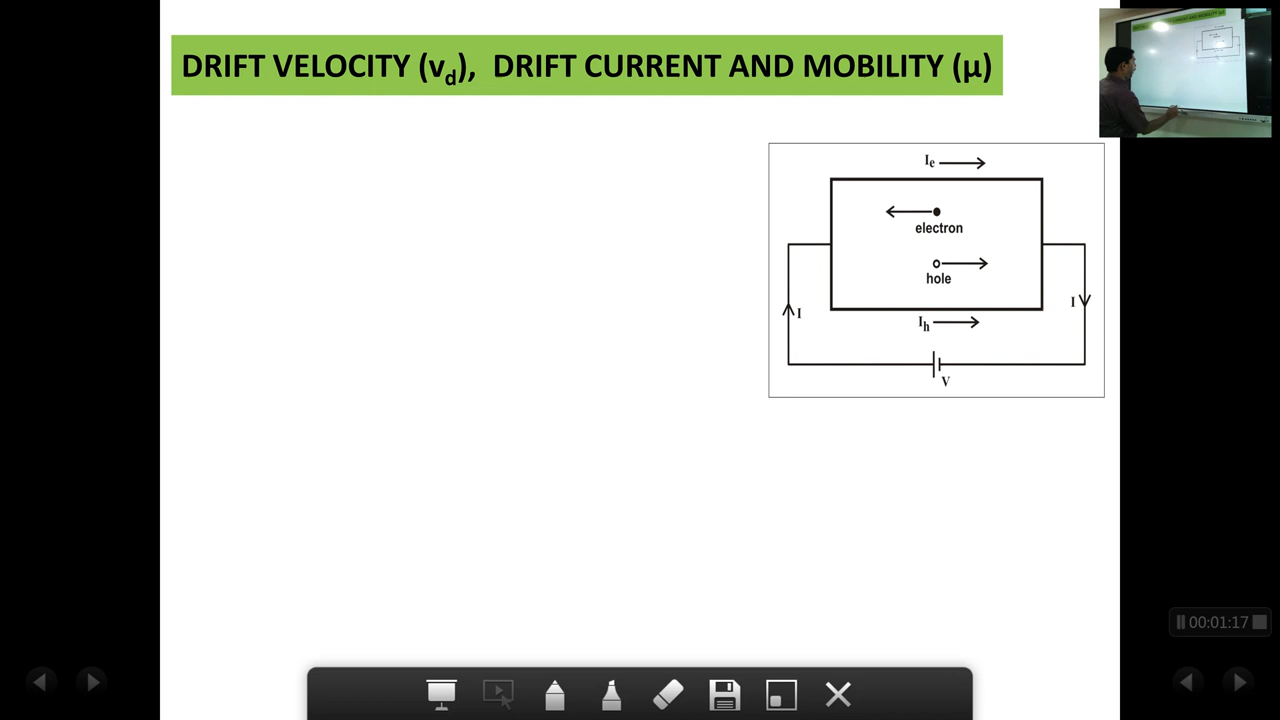 DRIFT VELOCITY (vd), DRIFT CURRENT AND MOBILITY (μ)
Ie
electron
hole
I
I
Ih
V
00:01:17